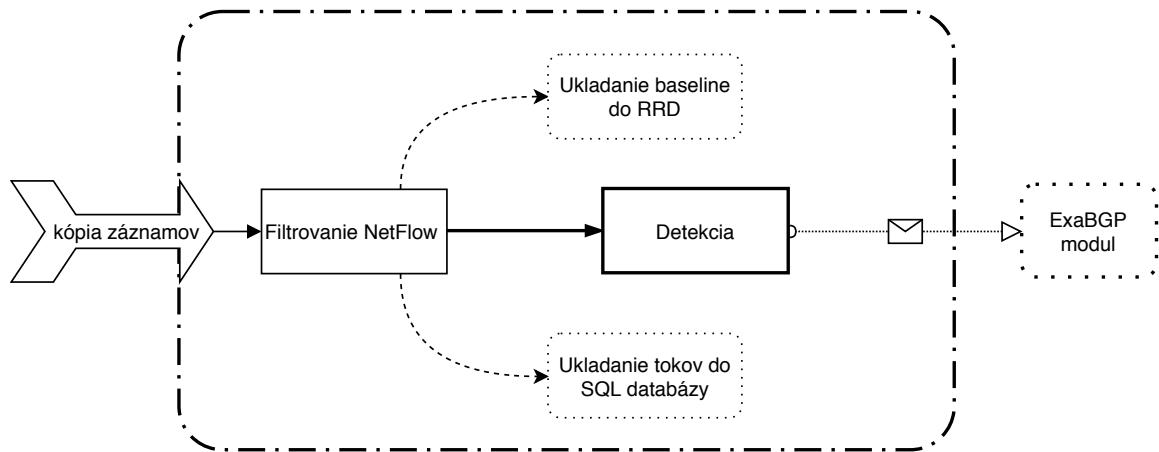 Ukladanie baseline
do RRD
kópia záznamov
Filtrovanie NetFlow
Detekcia
ExaBGP
modul
Ukladanie tokov do
SQL databázy